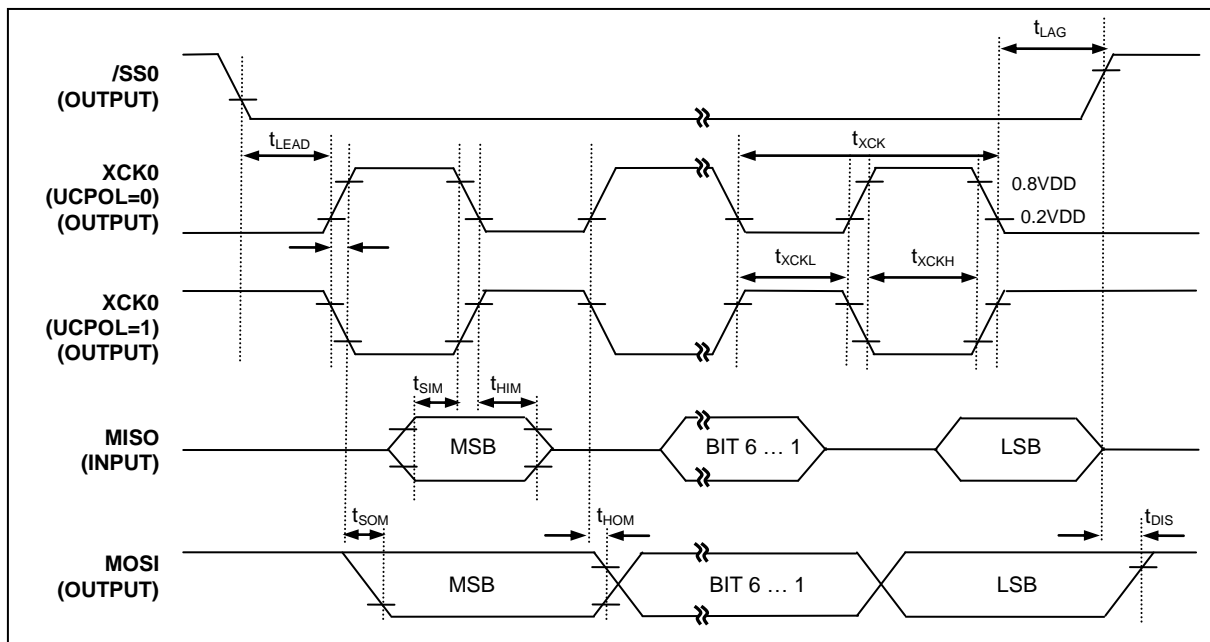 t_LAG
/SS0
(OUTPUT)
t_LEAD
t_XCK
XCK0
(UCPOL=0)
(OUTPUT)
0.8VDD
0.2VDD
t_XCKL
t_XCKH
XCK0
(UCPOL=1)
(OUTPUT)
t_SIM
t_HIM
MISO
(INPUT)
MSB
BIT 6 … 1
LSB
t_SOM
t_HOM
t_DIS
MOSI
(OUTPUT)
MSB
BIT 6 … 1
LSB